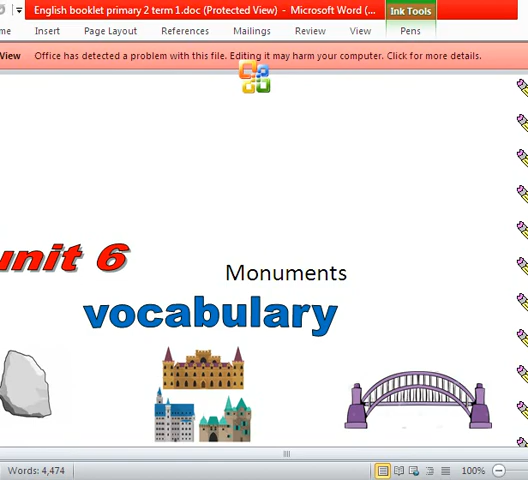 English booklet primary 2 term 1.doc (Protected View) - Microsoft Word (...
Ink Tools
Insert Page Layout References Mailings Review View Pens
View Office has detected a problem with this file. Editing it may harm your computer. Click for more details.
unit 6
Monuments
vocabulary
Words: 4,474
100%